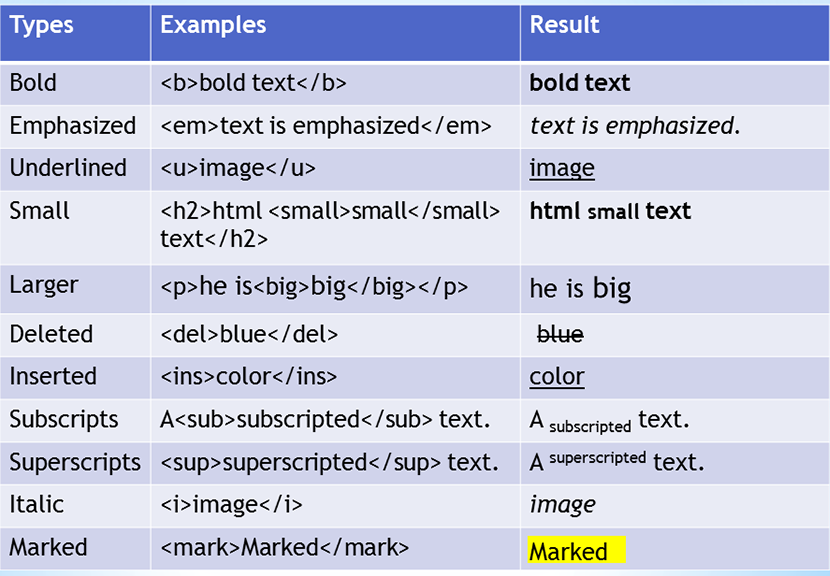 Types Examples Result
Bold <b>bold text</b> bold text
Emphasized <em>text is emphasized</em> text is emphasized.
Underlined <u>image</u> image
Small <h2>html <small>small</small> html small text
text</h2>
Larger <p>he is<big>big</big></p> he is big
Deleted <del>blue</del> blue
Inserted <ins>color</ins> color
Subscripts A<sub>subscripted</sub> text. A subscripted text.
Superscripts <sup>superscripted</sup> text. A superscripted text.
Italic <i>image</i> image
Marked <mark>Marked</mark> Marked